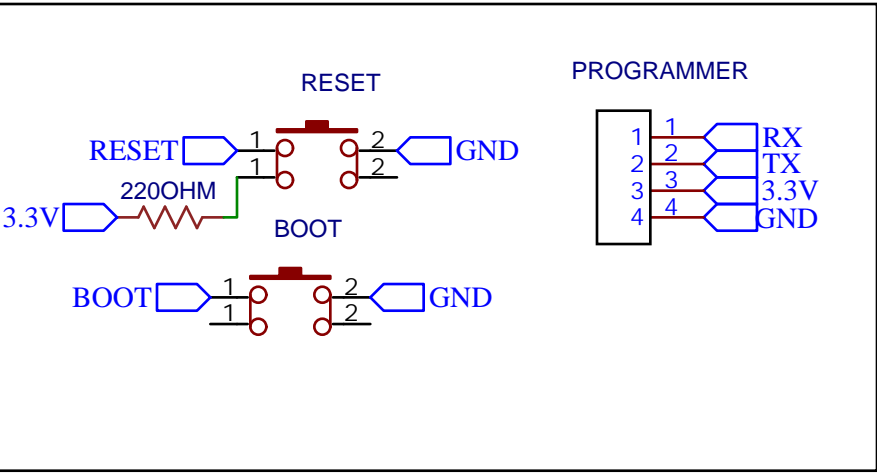 RESET
RESET 1 2 GND
1 2
220OHM
3.3V
BOOT
BOOT 1 2 GND
1 2
PROGRAMMER
1 1 RX
2 2 TX
3 3 3.3V
4 4 GND